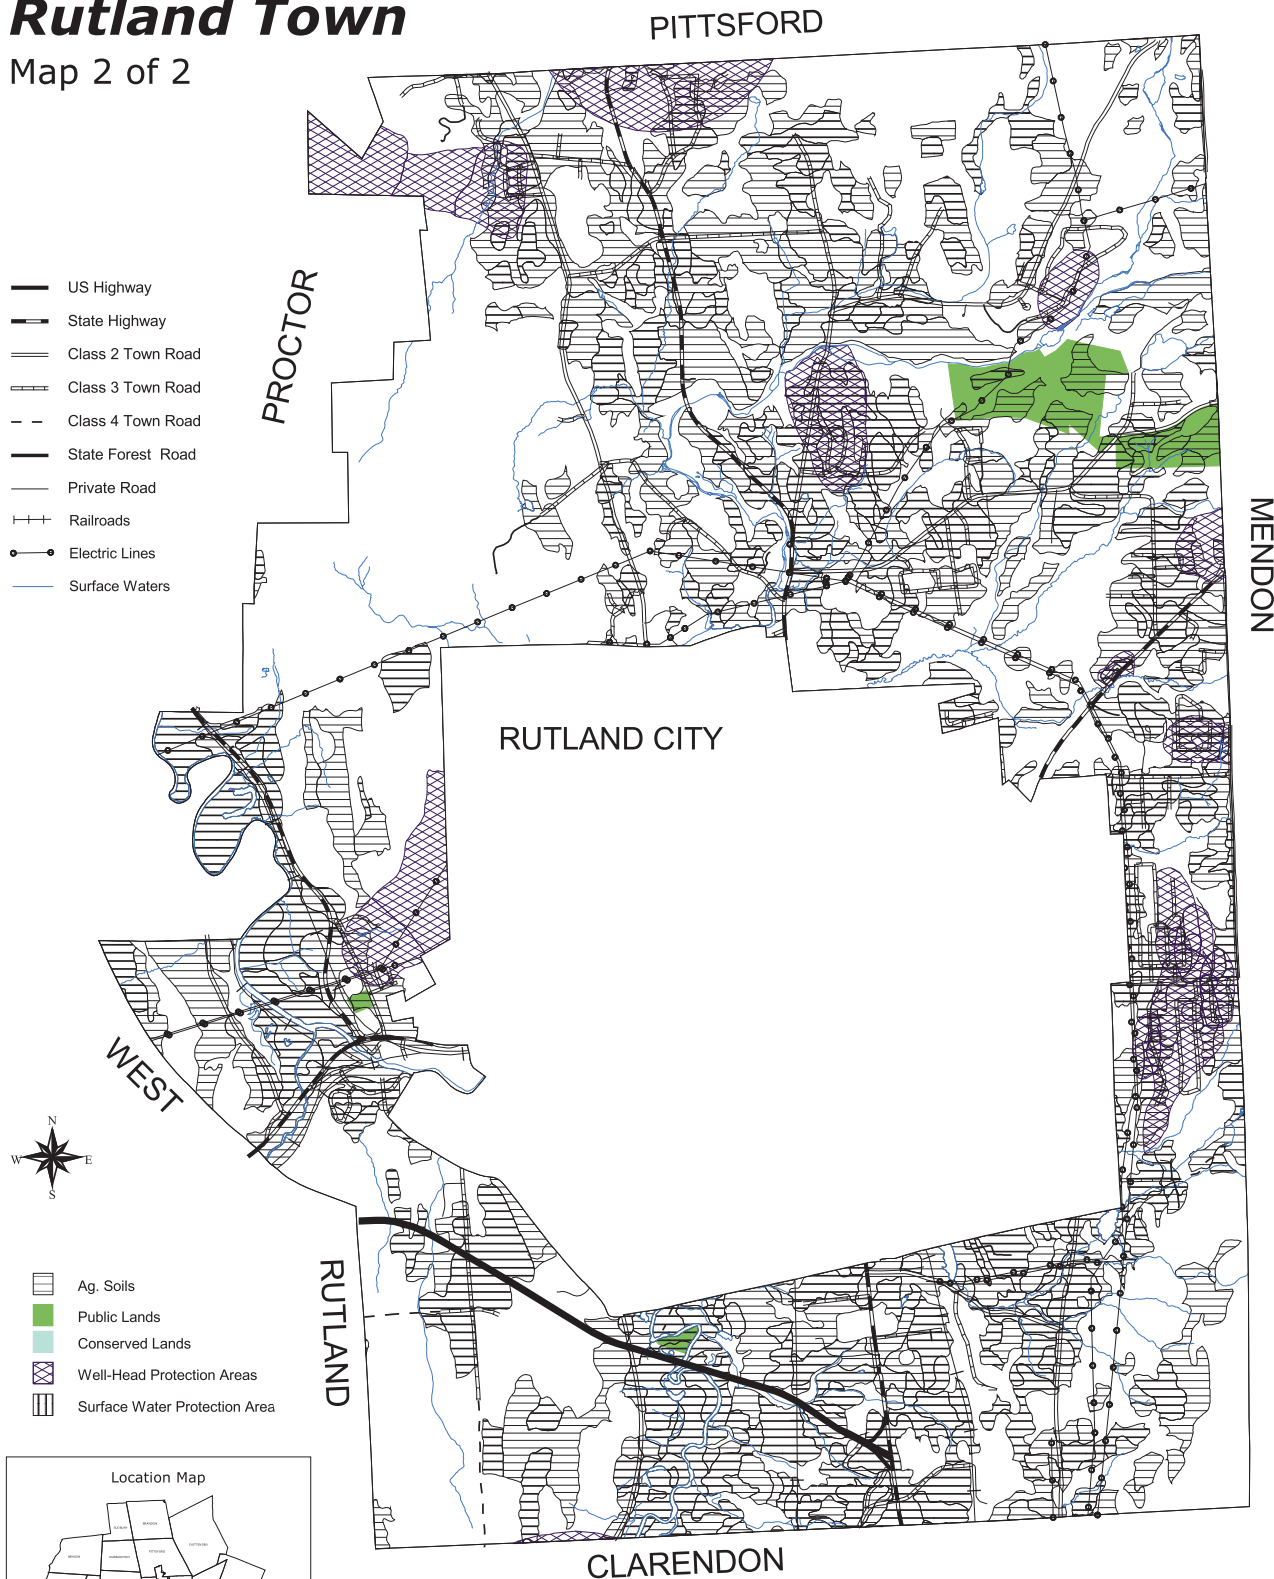 Rutland Town
Map 2 of 2
PITTSFORD
PROCTOR
US Highway
State Highway
Class 2 Town Road
Class 3 Town Road
Class 4 Town Road
State Forest Road
Private Road
Railroads
Electric Lines
Surface Waters
MENDON
RUTLAND CITY
WEST
N
W
E
S
RUTLAND
Ag. Soils
Public Lands
Conserved Lands
Well-Head Protection Areas
Surface Water Protection Area
CLARENDON
Location Map